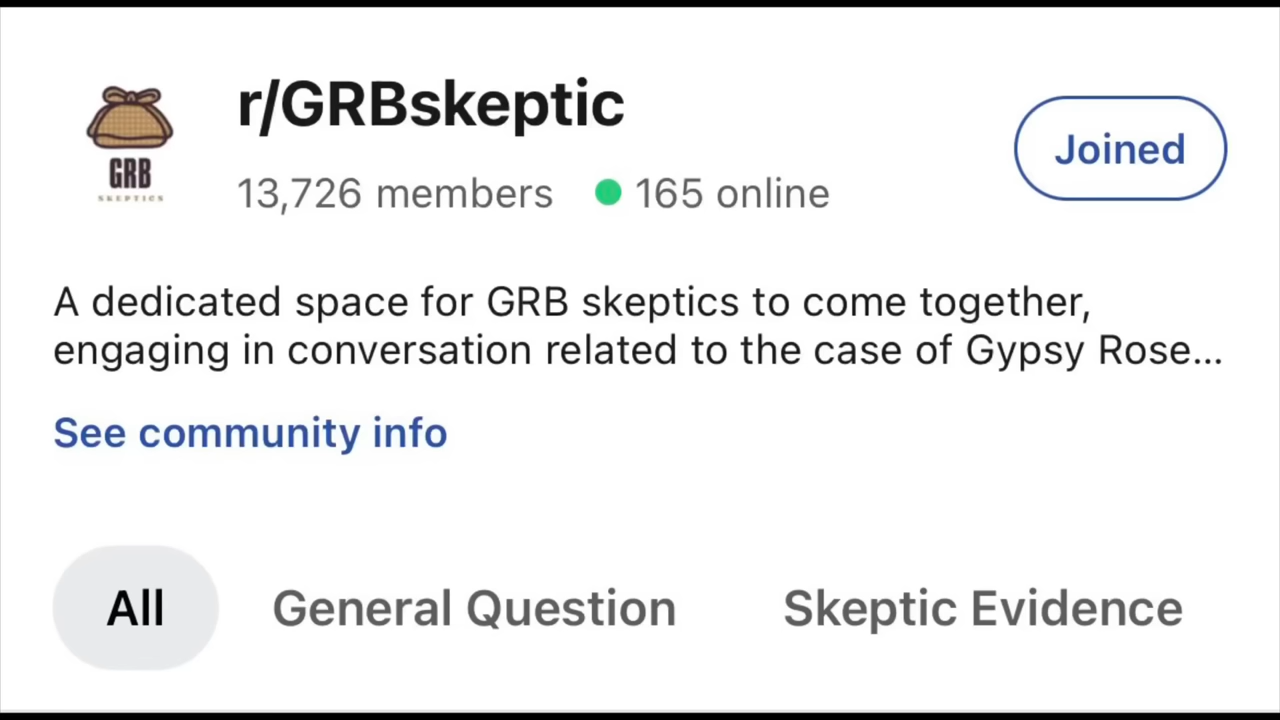 r/GRBskeptic
GRB
SKEPTICS
13,726 members 165 online
Joined
A dedicated space for GRB skeptics to come together,
engaging in conversation related to the case of Gypsy Rose...
See community info
All General Question Skeptic Evidence